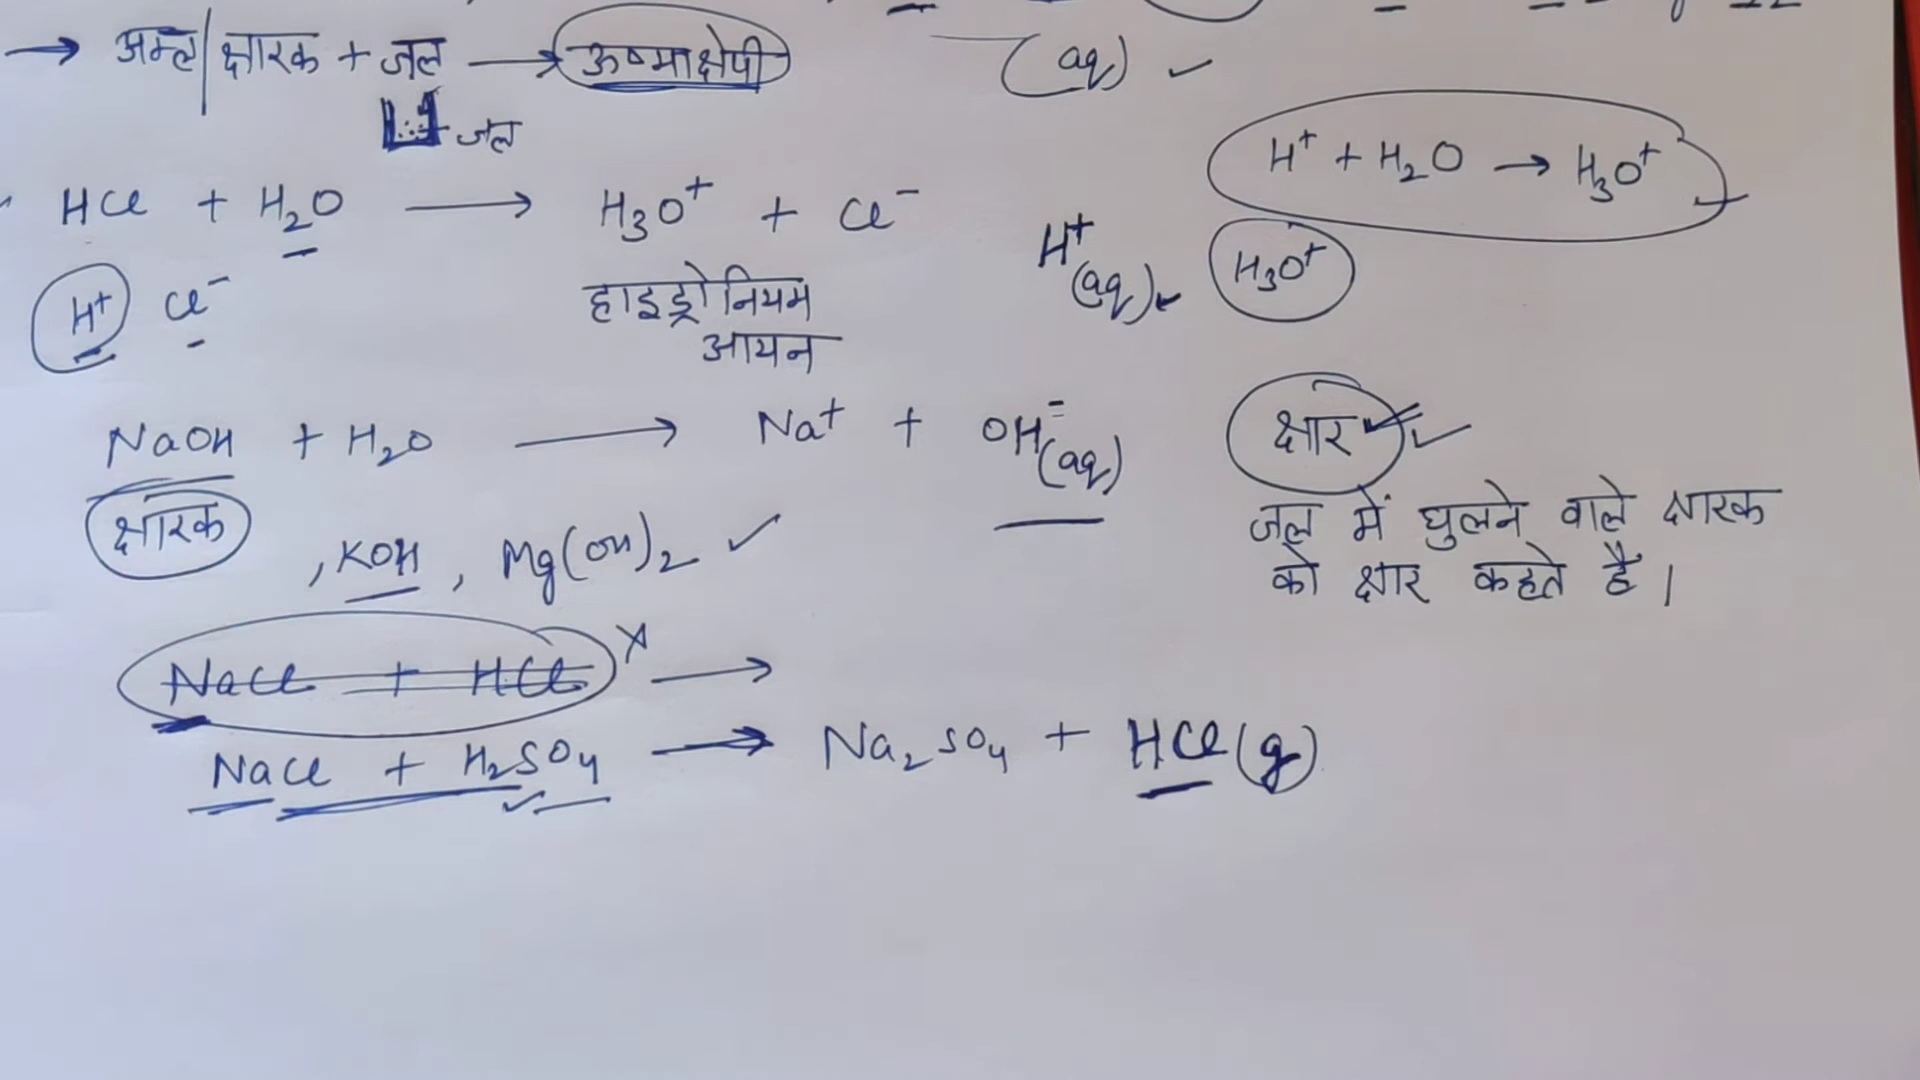 → अम्ल/क्षारक + जल → ऊष्माक्षेपी
(aq) ✓
जल
H⁺ + H₂O → H₃O⁺
HCl + H₂O → H₃O⁺ + Cl⁻
H⁺(aq) ✓ H₃O⁺
H⁺ Cl⁻
हाइड्रोनियम
आयन
NaOH + H₂O → Na⁺ + OH⁻(aq)
क्षार ✓
क्षारक
जल में घुलने वाले क्षारक
को क्षार कहते है।
, KOH, Mg(OH)₂ ✓
NaCl + HCl X →
NaCl + H₂SO₄ → Na₂SO₄ + HCl(g)